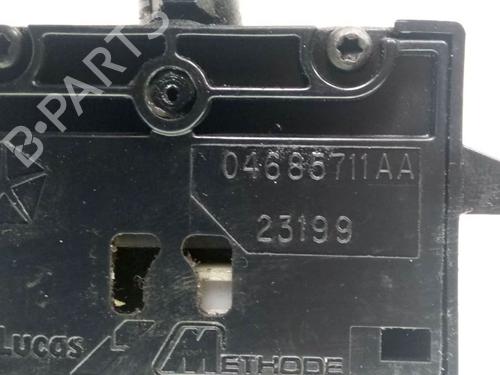 B-PARTS
04685711AA
23199
Lucas
METHODE